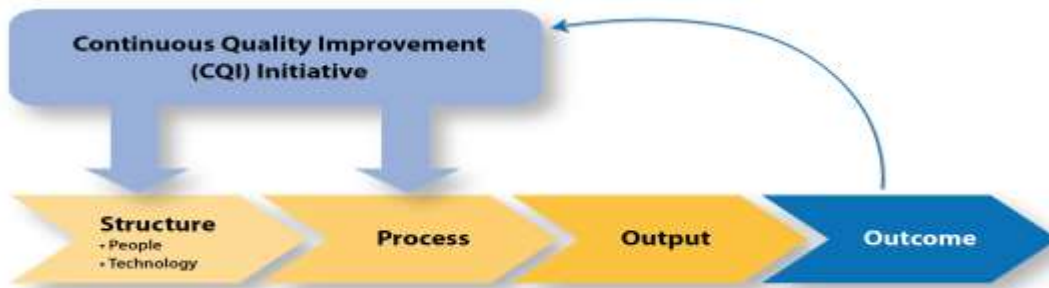 Continuous Quality Improvement
(CQI) Initiative
Structure
• People
• Technology
Process
Output
Outcome